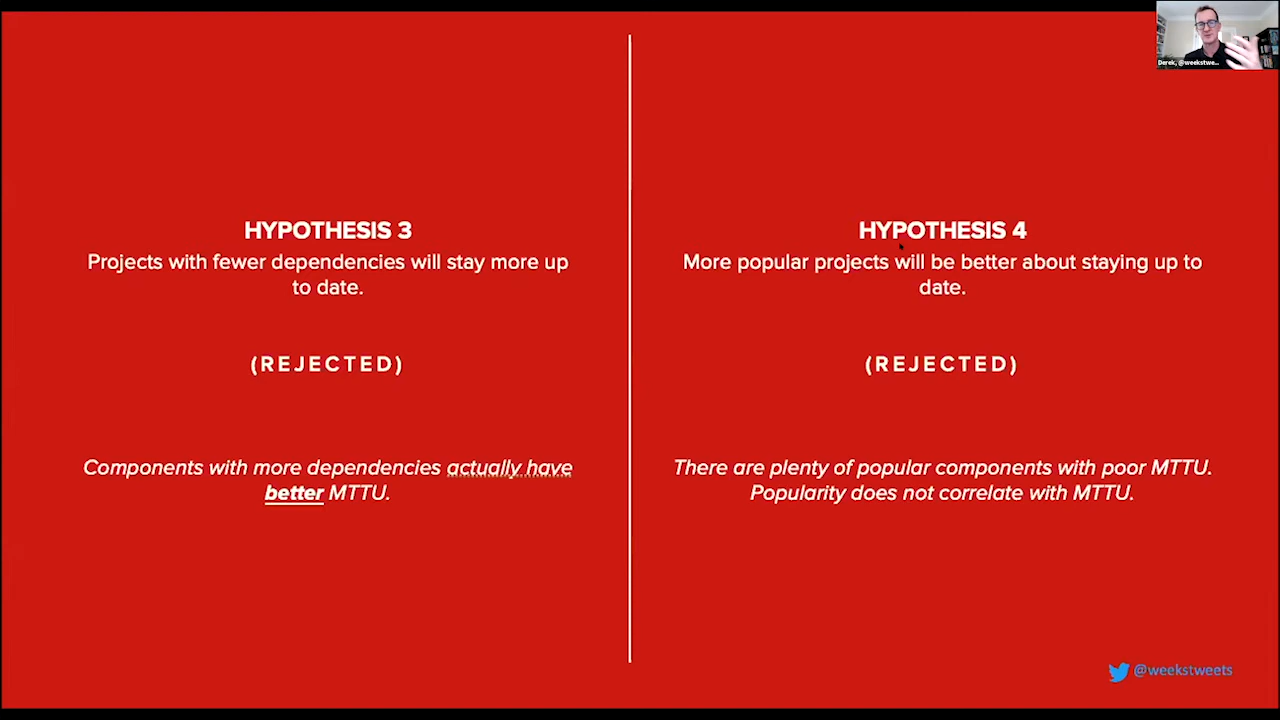 Derek, @weekstwe...
HYPOTHESIS 3
Projects with fewer dependencies will stay more up
to date.
(REJECTED)
Components with more dependencies actually have
better MTTU.
HYPOTHESIS 4
More popular projects will be better about staying up to
date.
(REJECTED)
There are plenty of popular components with poor MTTU.
Popularity does not correlate with MTTU.
@weekstweets